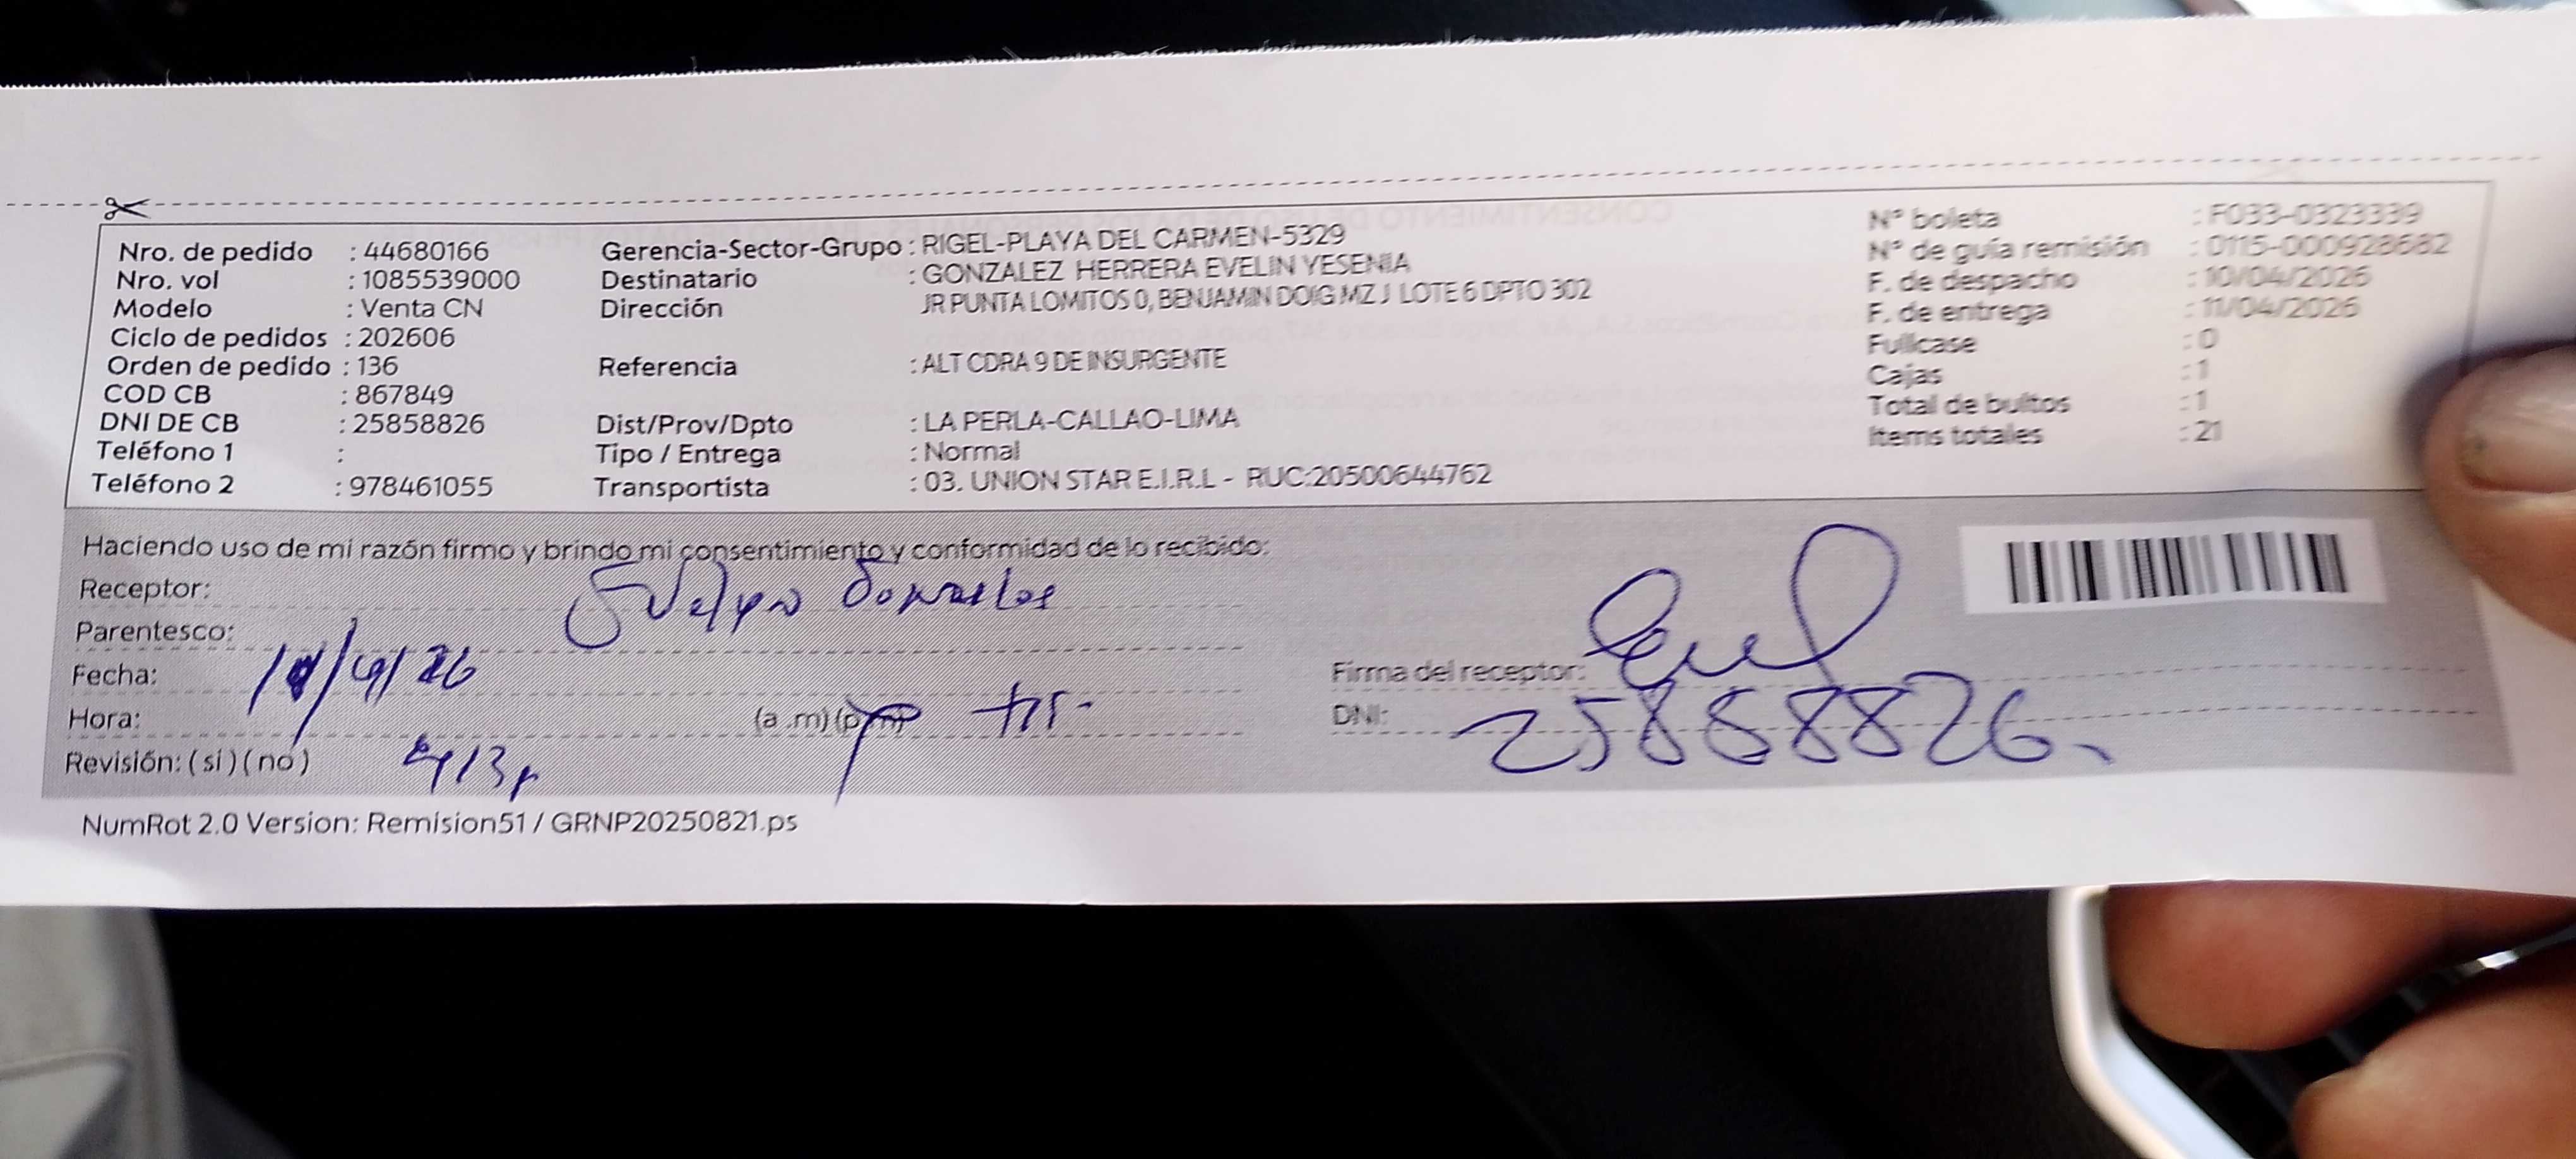 Nro. de pedido : 44680166
Nro. vol : 1085539000
Modelo : Venta CN
Ciclo de pedidos : 202606
Orden de pedido : 136
COD CB : 867849
DNI DE CB : 25858826
Teléfono 1 :
Teléfono 2 : 978461055
Gerencia-Sector-Grupo : RIGEL-PLAYA DEL CARMEN-5329
Destinatario : GONZALEZ HERRERA EVELIN YESENIA
Dirección JR PUNTA LOMITOS 0, BENJAMIN DOIG MZ J LOTE 6 DPTO 302
Referencia : ALT CDRA 9 DE INSURGENTE
Dist/Prov/Dpto : LA PERLA-CALLAO-LIMA
Tipo / Entrega : Normal
Transportista : 03. UNION STAR E.I.R.L - RUC:20500644762
N° boleta : F033-0323339
N° de guía remisión : 0115-000928682
F. de despacho : 10/04/2026
F. de entrega : 11/04/2026
Fullcase : 0
Cajas : 1
Total de bultos : 1
Items totales : 21
Haciendo uso de mi razón firmo y brindo mi consentimiento y conformidad de lo recibido:
Receptor:
Parentesco:
Fecha: 11/4/26
Hora: (a .m) (p.m)
Revisión: ( si ) ( no )
Firma del receptor:
DNI: 25858826
NumRot 2.0 Version: Remision51 / GRNP20250821.ps